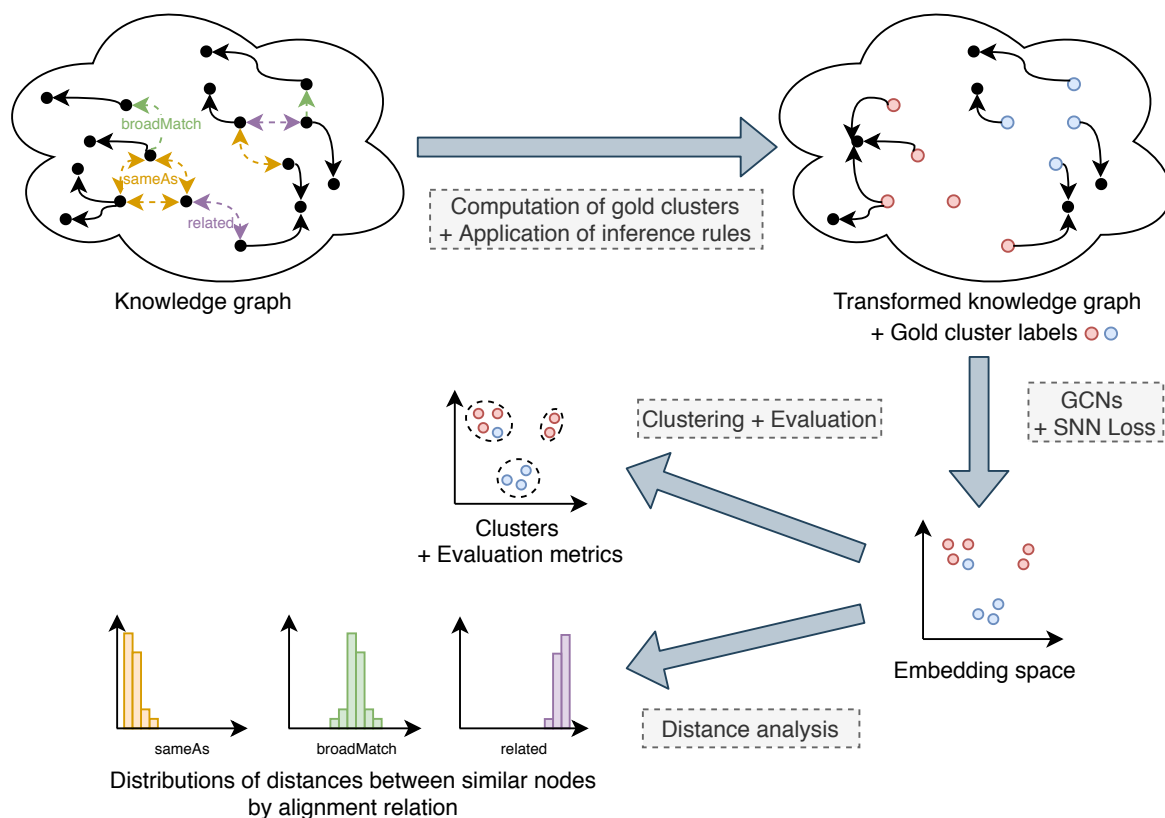 broadMatch
sameAs
related
Knowledge graph
Computation of gold clusters
+ Application of inference rules
Transformed knowledge graph
+ Gold cluster labels
GCNs
+ SNN Loss
Clustering + Evaluation
Clusters
+ Evaluation metrics
Embedding space
Distance analysis
sameAs
broadMatch
related
Distributions of distances between similar nodes
by alignment relation